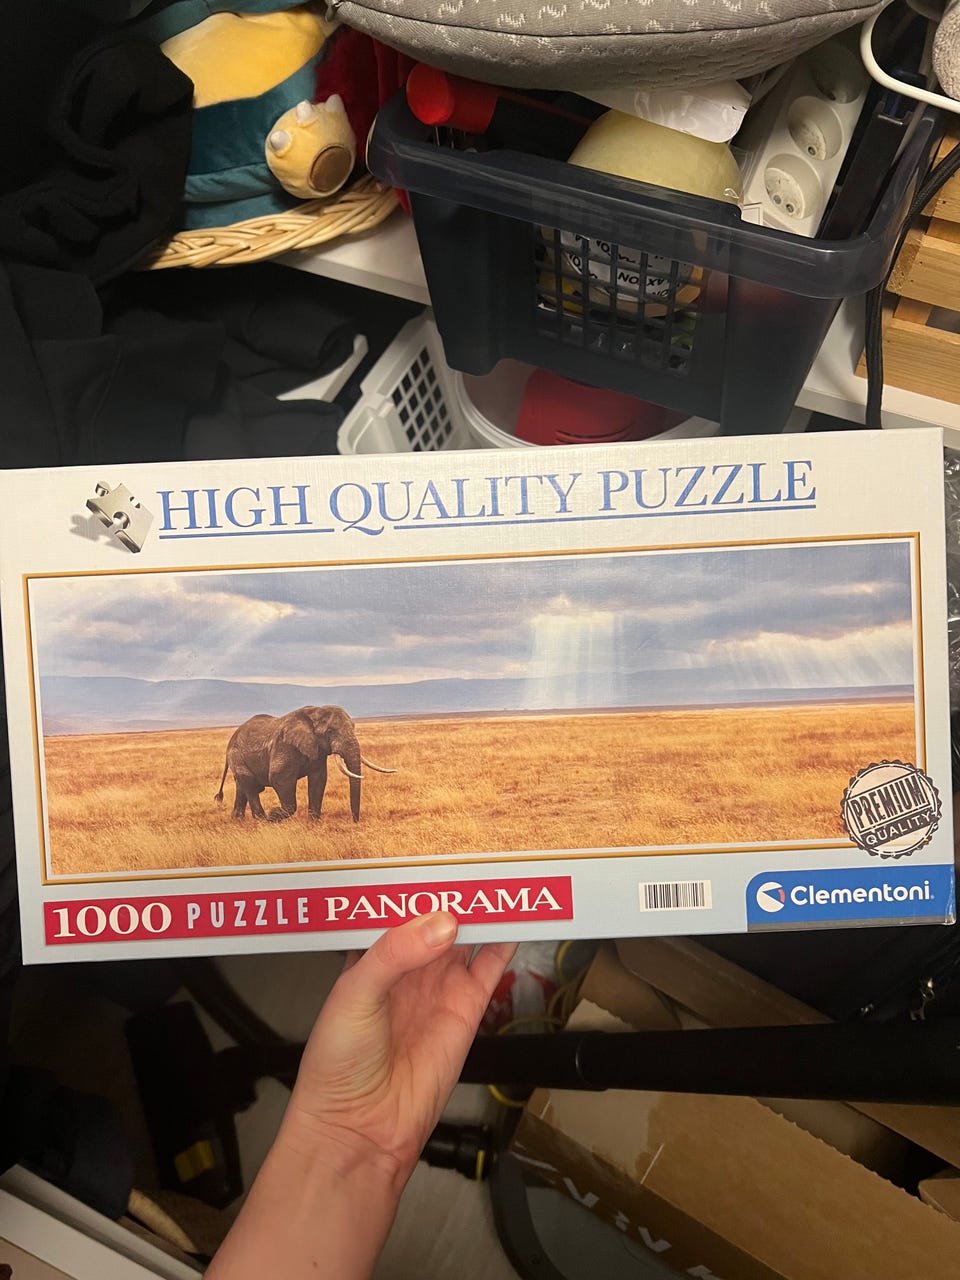 HIGH QUALITY PUZZLE
PREMIUM
QUALITY
1000 PUZZLE PANORAMA
Clementoni